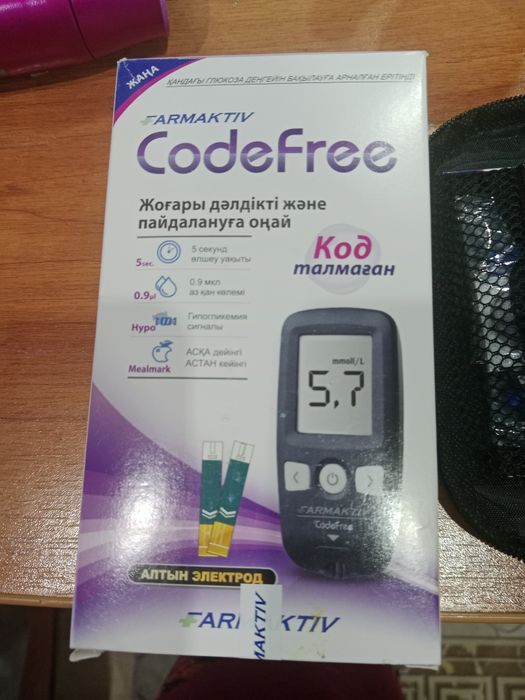 ЖАҢА
ҚАНДАҒЫ ГЛЮКОЗА ДЕҢГЕЙІН БАҚЫЛАУҒА АРНАЛҒАН ЕРІТІНДІ
FARMAKTIV
CodeFree
Жоғары дәлдікті және
пайдалануға оңай
5sec.
5 секунд
өлшеу уақыты
0.9µl
0.9 мкл
аз қан көлемі
Hypo
Гипогликемия
сигналы
Mealmark
АСҚА дейінгі
АСТАН кейінгі
Код
талмаған
mmol/L
5,7
FARMAKTIV
CodeFree
АЛТЫН ЭЛЕКТРОД
FARMAKTIV
MAKTIV